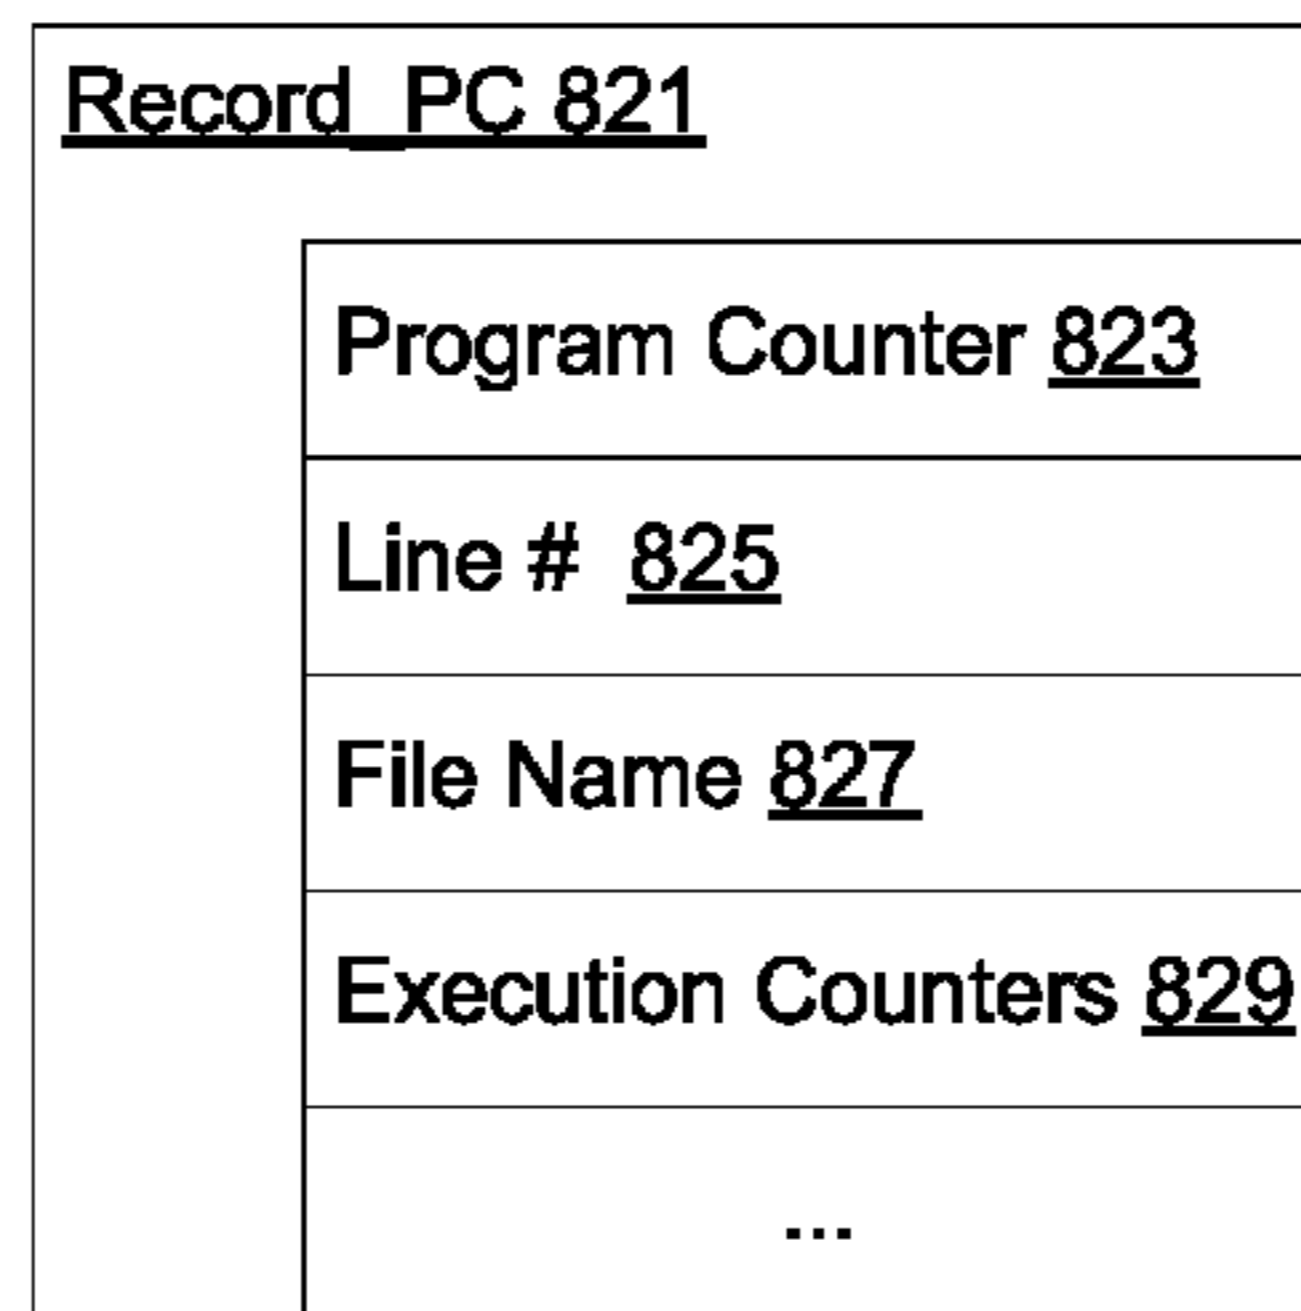 Record_PC 821
Program Counter 823
Line # 825
File Name 827
Execution Counters 829
...